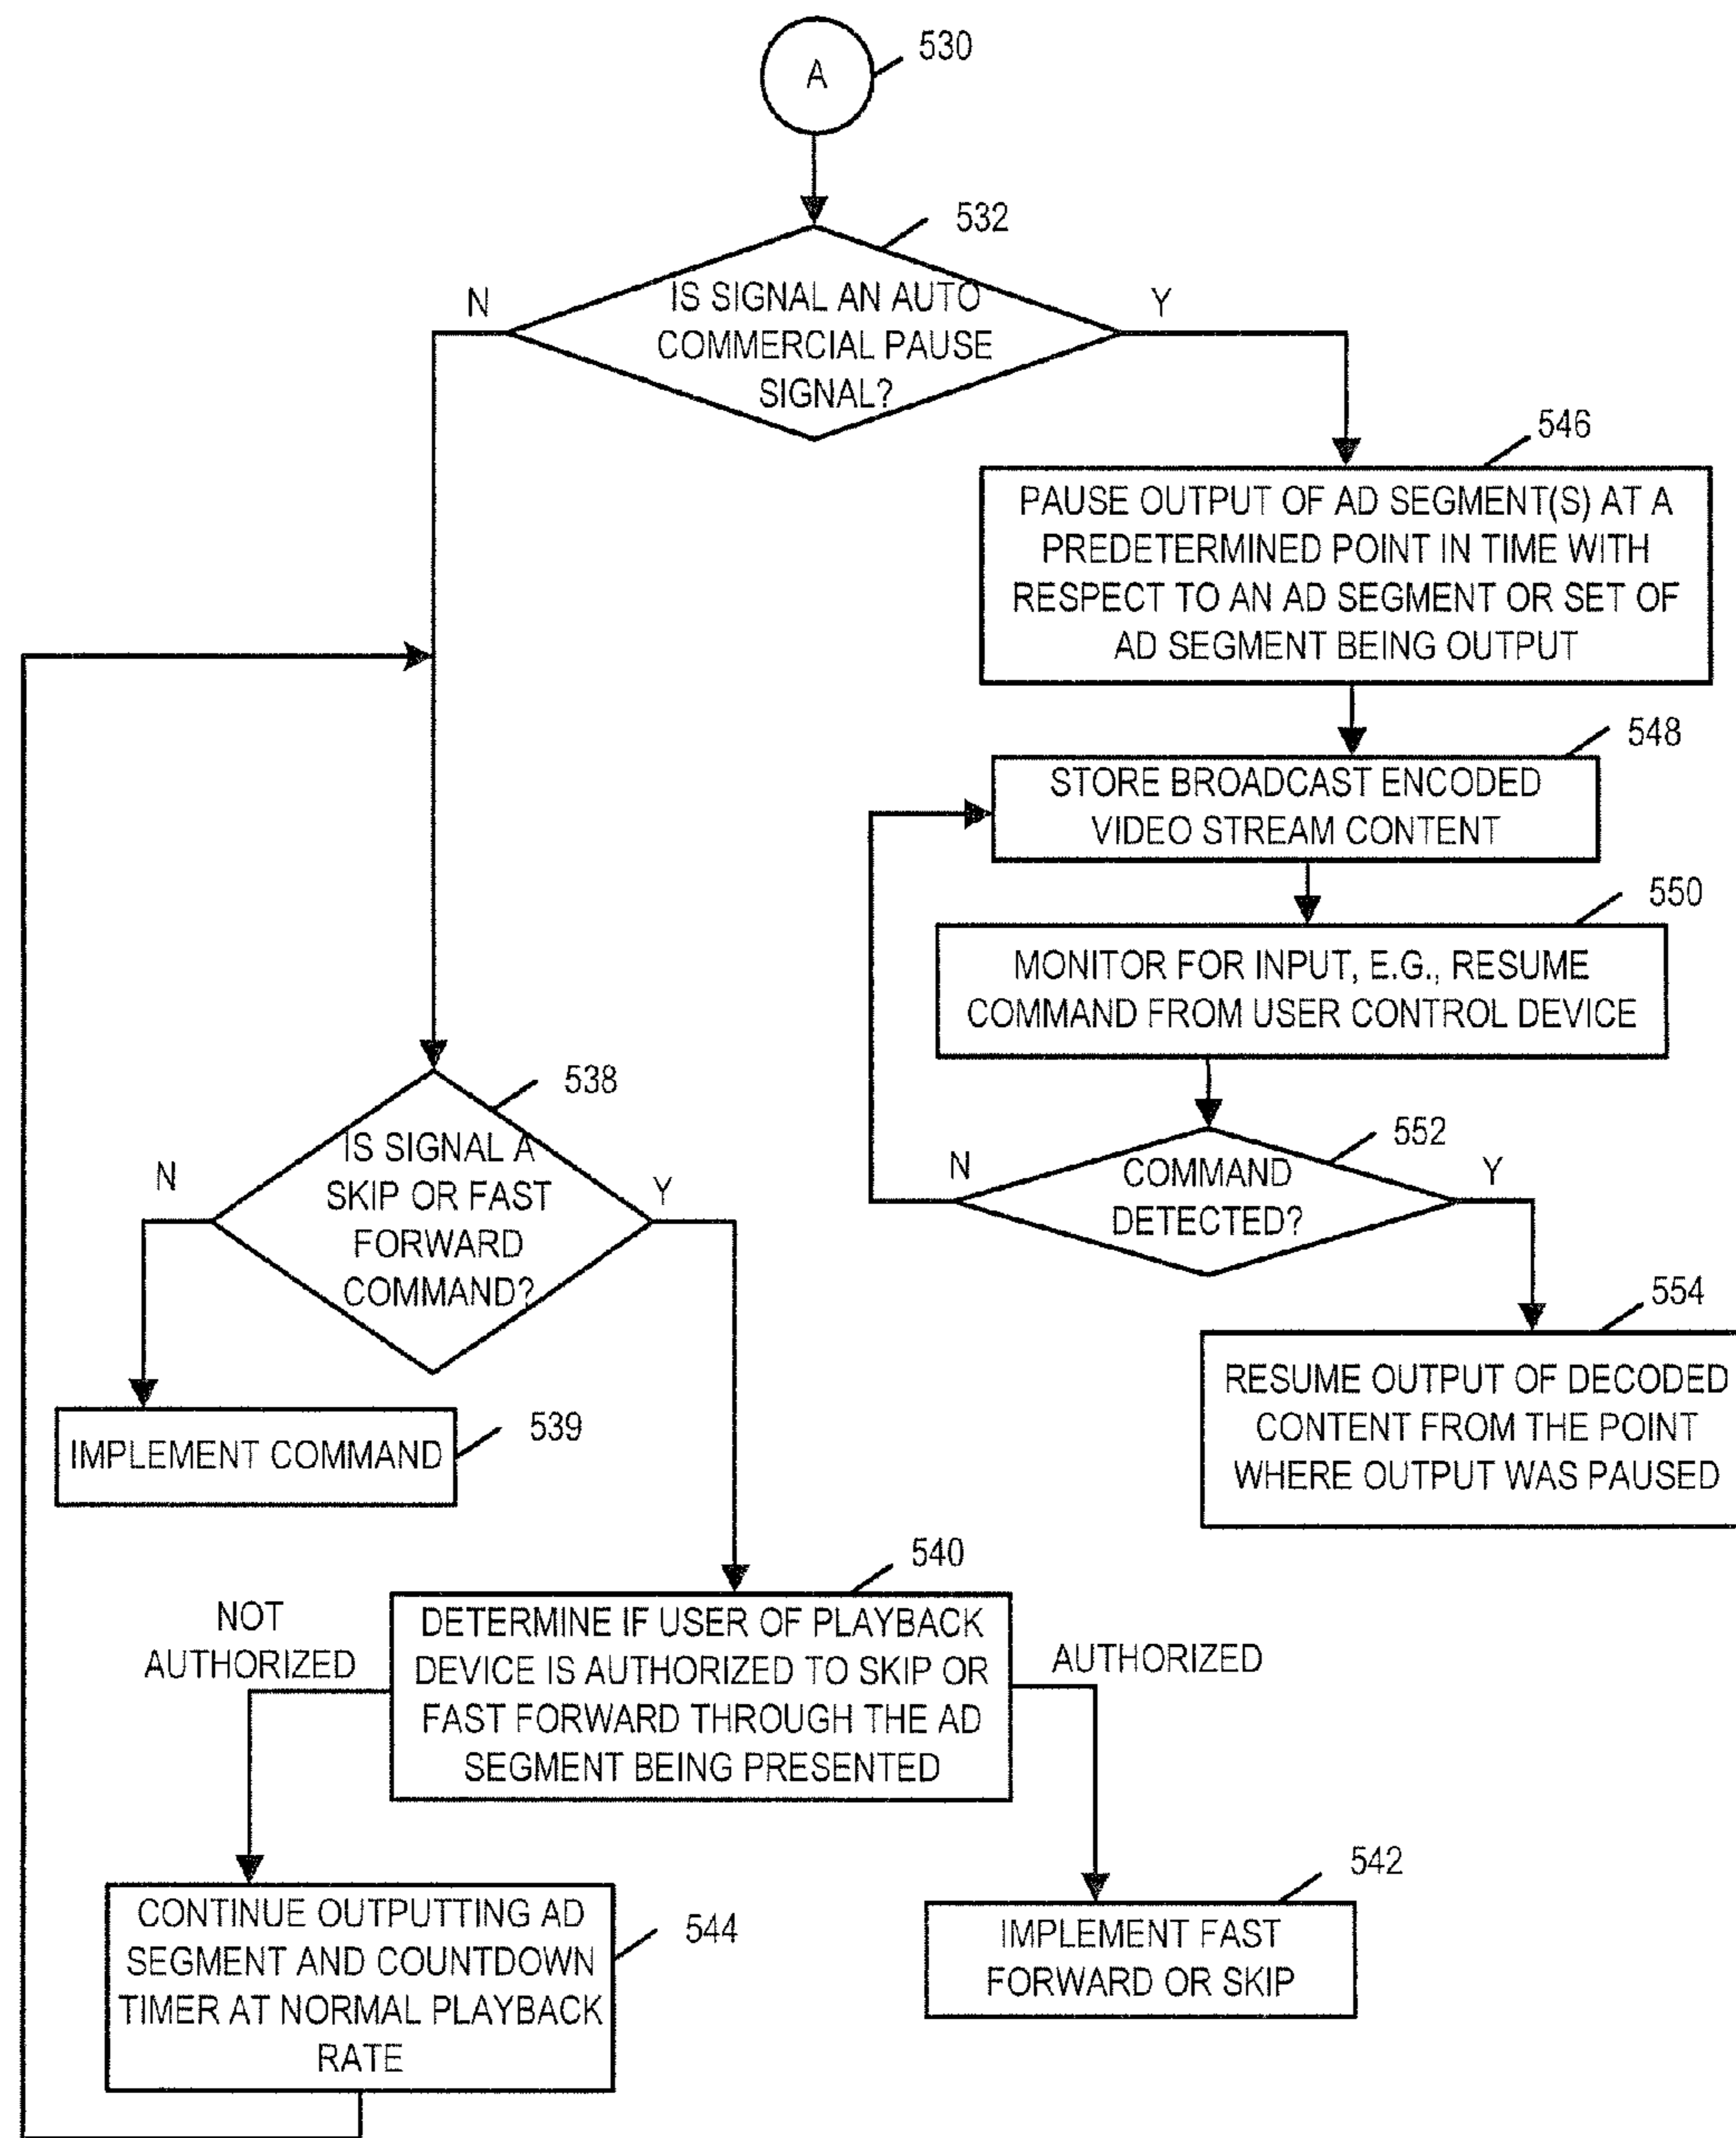 A
530
532
IS SIGNAL AN AUTO
COMMERCIAL PAUSE
SIGNAL?
N
Y
546
PAUSE OUTPUT OF AD SEGMENT(S) AT A
PREDETERMINED POINT IN TIME WITH
RESPECT TO AN AD SEGMENT OR SET OF
AD SEGMENT BEING OUTPUT
548
STORE BROADCAST ENCODED
VIDEO STREAM CONTENT
550
MONITOR FOR INPUT, E.G., RESUME
COMMAND FROM USER CONTROL DEVICE
552
COMMAND
DETECTED?
N
Y
554
RESUME OUTPUT OF DECODED
CONTENT FROM THE POINT
WHERE OUTPUT WAS PAUSED
538
IS SIGNAL A
SKIP OR FAST
FORWARD
COMMAND?
N
Y
IMPLEMENT COMMAND
539
540
DETERMINE IF USER OF PLAYBACK
DEVICE IS AUTHORIZED TO SKIP OR
FAST FORWARD THROUGH THE AD
SEGMENT BEING PRESENTED
NOT
AUTHORIZED
AUTHORIZED
CONTINUE OUTPUTTING AD
SEGMENT AND COUNTDOWN
TIMER AT NORMAL PLAYBACK
RATE
544
542
IMPLEMENT FAST
FORWARD OR SKIP